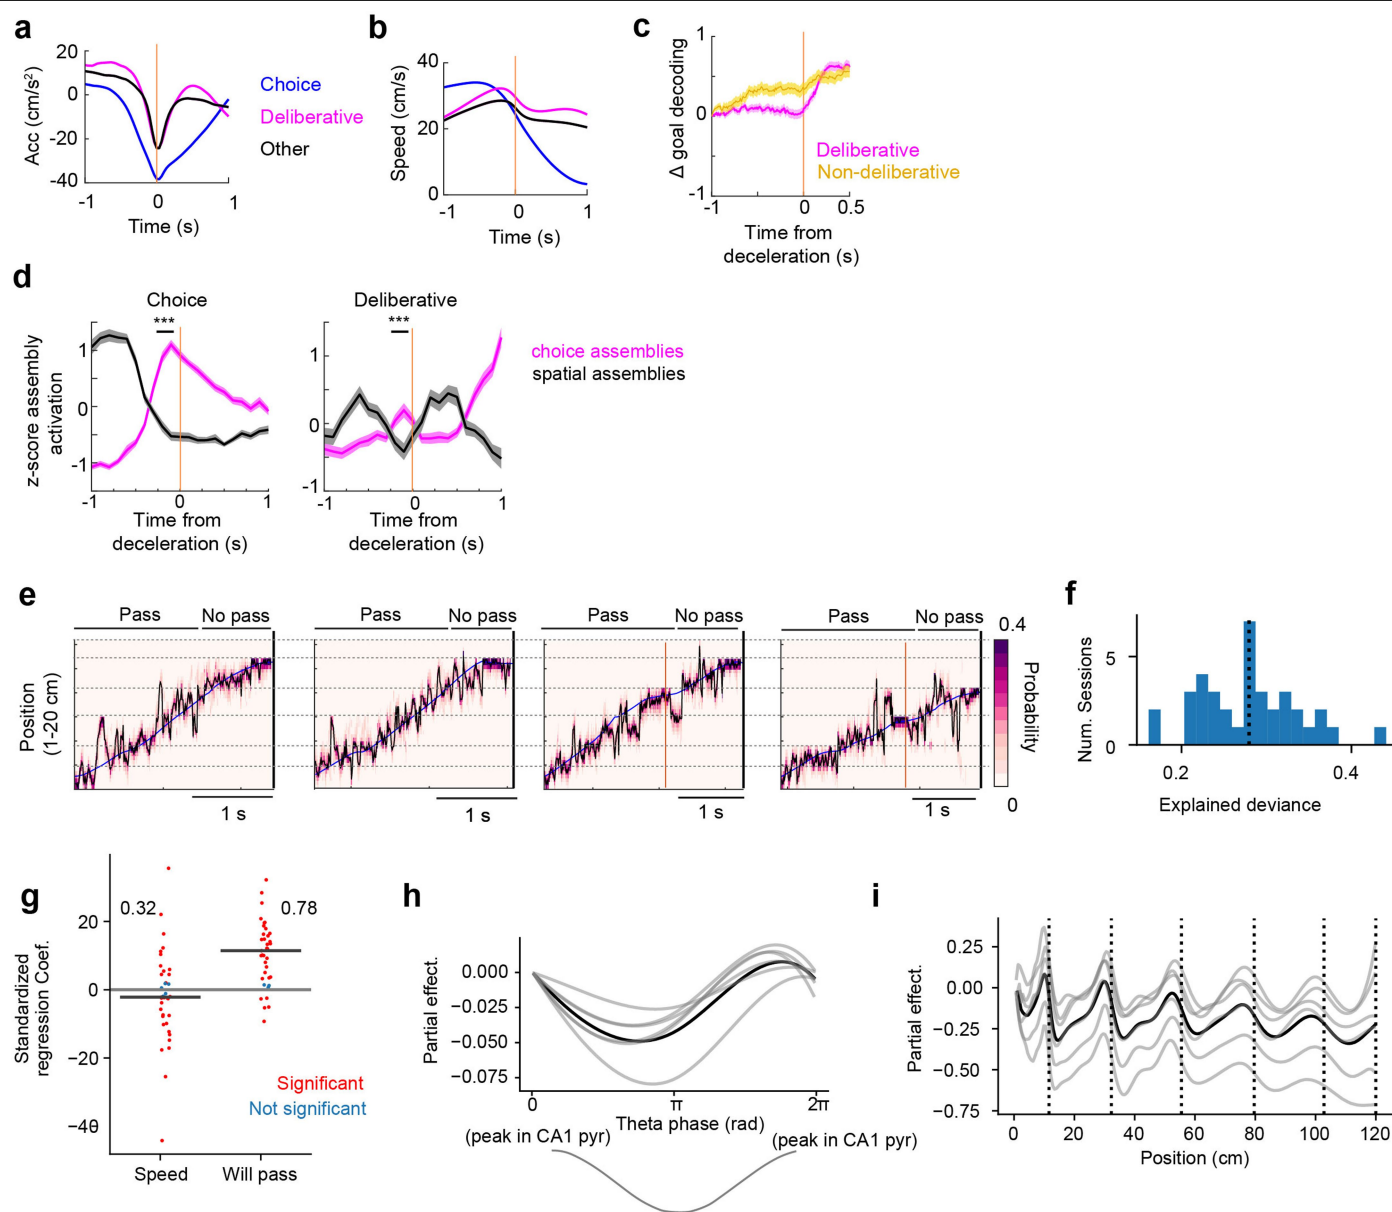 a
20
0
-20
-40
Acc (cm/s²)
-1
0
1
Time (s)
Choice
Deliberative
Other
b
40
20
0
Speed (cm/s)
-1
0
1
Time (s)
c
1
0
-1
Δ goal decoding
Deliberative
Non-deliberative
-1
0
0.5
Time from
deceleration (s)
d
Choice
***
1
0
-1
z-score assembly
activation
-1
0
1
Time from
deceleration (s)
Deliberative
***
1
0
-1
-1
0
1
Time from
deceleration (s)
choice assemblies
spatial assemblies
e
Pass
No pass
Pass
No pass
Pass
No pass
Pass
No pass
Position
(1-20 cm)
1 s
1 s
1 s
1 s
0.4
Probability
0
f
5
0
Num. Sessions
0.2
0.4
Explained deviance
g
0.32
0.78
20
0
−20
−40
Standardized
regression Coef.
Significant
Not significant
Speed
Will pass
h
0.000
−0.025
−0.050
−0.075
Partial effect.
0
π
2π
Theta phase (rad)
(peak in CA1 pyr)
(peak in CA1 pyr)
i
0.25
0.00
−0.25
−0.50
−0.75
Partial effect.
0
20
40
60
80
100
120
Position (cm)